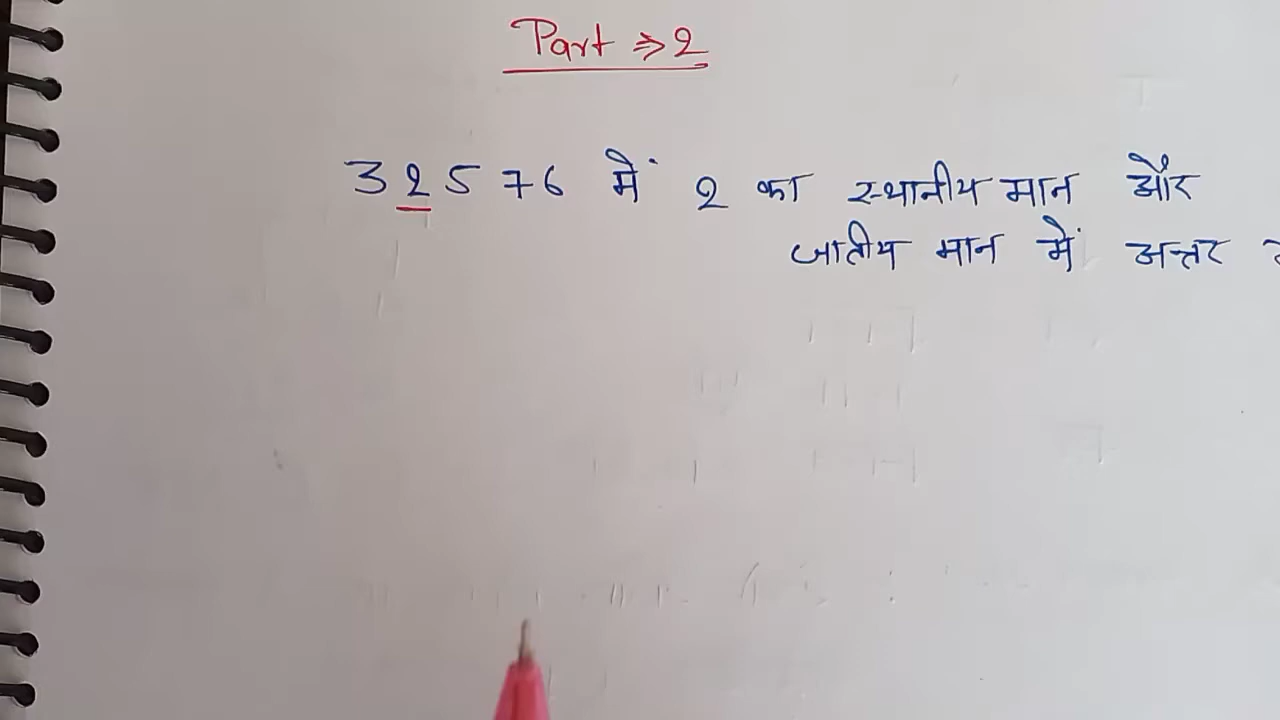 Part ⇒ 2
32576 में 2 का स्थानीय मान और
जातीय मान में अन्तर